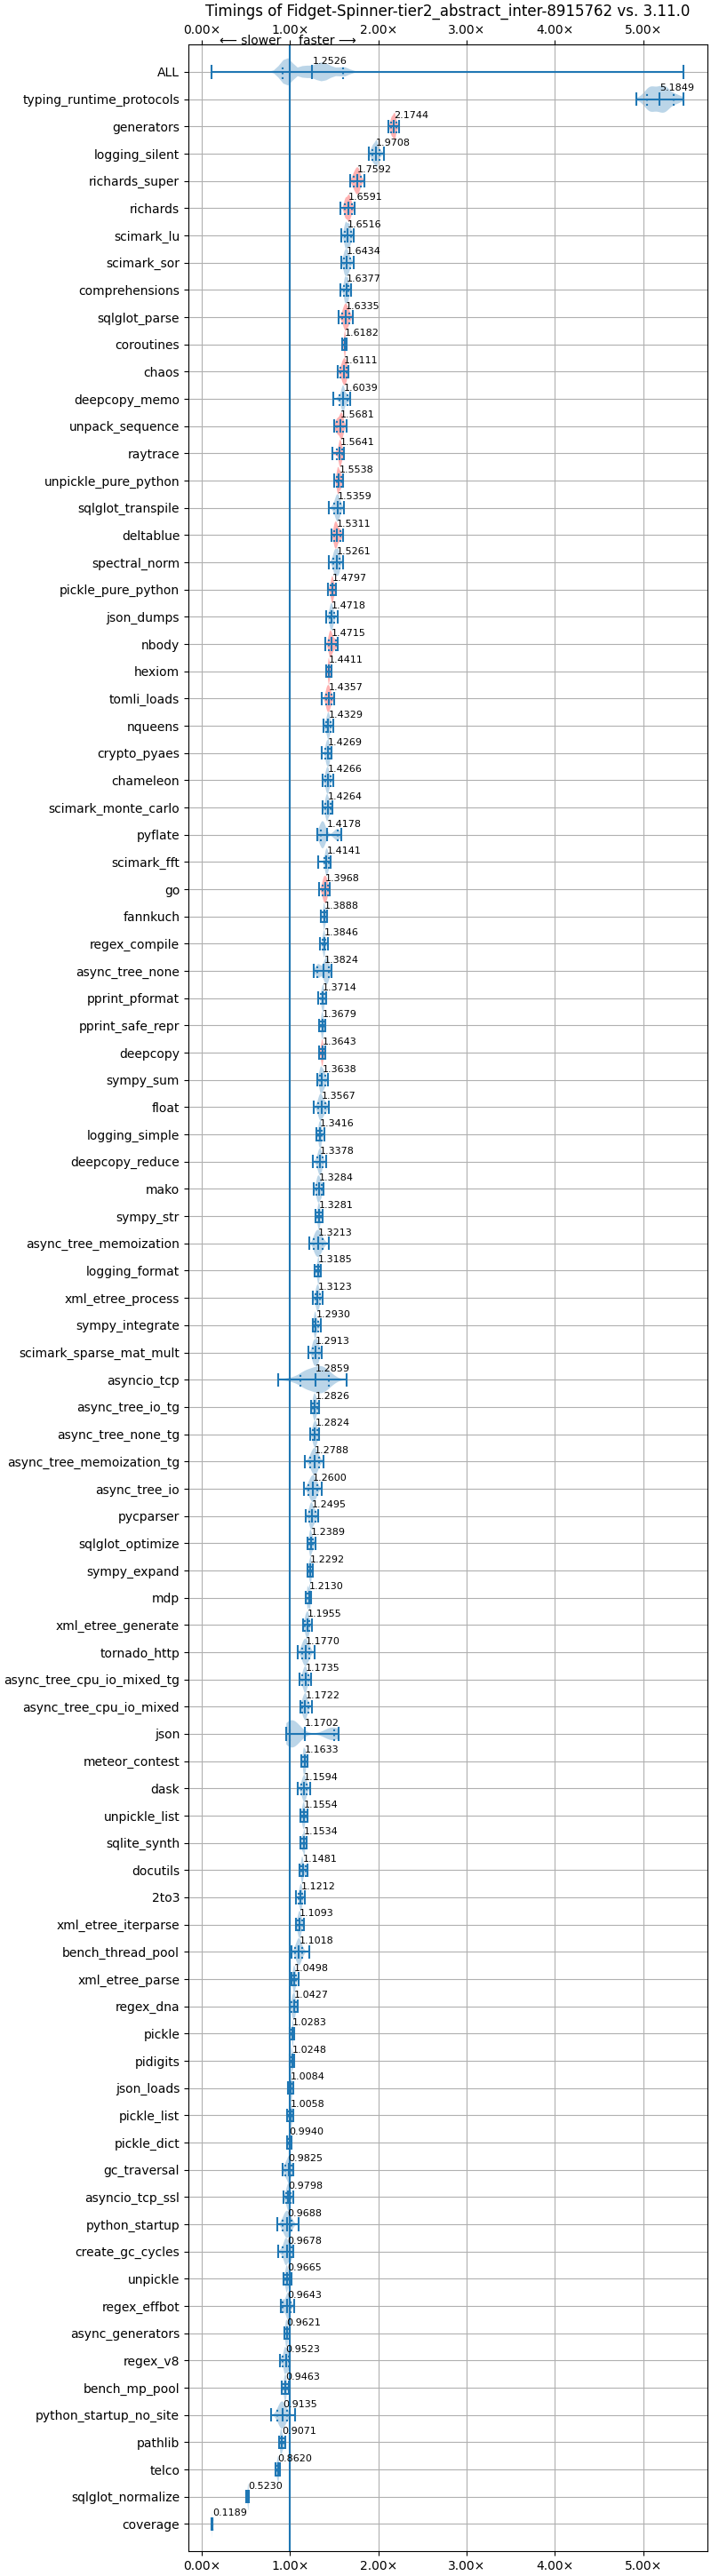 Timings of Fidget-Spinner-tier2_abstract_inter-8915762 vs. 3.11.0
0.00× 1.00× 2.00× 3.00× 4.00× 5.00×
⟵ slower faster ⟶
ALL 1.2526
typing_runtime_protocols 5.1849
generators 2.1744
logging_silent 1.9708
richards_super 1.7592
richards 1.6591
scimark_lu 1.6516
scimark_sor 1.6434
comprehensions 1.6377
sqlglot_parse 1.6335
coroutines 1.6182
chaos 1.6111
deepcopy_memo 1.6039
unpack_sequence 1.5681
raytrace 1.5641
unpickle_pure_python 1.5538
sqlglot_transpile 1.5359
deltablue 1.5311
spectral_norm 1.5261
pickle_pure_python 1.4797
json_dumps 1.4718
nbody 1.4715
hexiom 1.4411
tomli_loads 1.4357
nqueens 1.4329
crypto_pyaes 1.4269
chameleon 1.4266
scimark_monte_carlo 1.4264
pyflate 1.4178
scimark_fft 1.4141
go 1.3968
fannkuch 1.3888
regex_compile 1.3846
async_tree_none 1.3824
pprint_pformat 1.3714
pprint_safe_repr 1.3679
deepcopy 1.3643
sympy_sum 1.3638
float 1.3567
logging_simple 1.3416
deepcopy_reduce 1.3378
mako 1.3284
sympy_str 1.3281
async_tree_memoization 1.3213
logging_format 1.3185
xml_etree_process 1.3123
sympy_integrate 1.2930
scimark_sparse_mat_mult 1.2913
asyncio_tcp 1.2859
async_tree_io_tg 1.2826
async_tree_none_tg 1.2824
async_tree_memoization_tg 1.2788
async_tree_io 1.2600
pycparser 1.2495
sqlglot_optimize 1.2389
sympy_expand 1.2292
mdp 1.2130
xml_etree_generate 1.1955
tornado_http 1.1770
async_tree_cpu_io_mixed_tg 1.1735
async_tree_cpu_io_mixed 1.1722
json 1.1702
meteor_contest 1.1633
dask 1.1594
unpickle_list 1.1554
sqlite_synth 1.1534
docutils 1.1481
2to3 1.1212
xml_etree_iterparse 1.1093
bench_thread_pool 1.1018
xml_etree_parse 1.0498
regex_dna 1.0427
pickle 1.0283
pidigits 1.0248
json_loads 1.0084
pickle_list 1.0058
pickle_dict 0.9940
gc_traversal 0.9825
asyncio_tcp_ssl 0.9798
python_startup 0.9688
create_gc_cycles 0.9678
unpickle 0.9665
regex_effbot 0.9643
async_generators 0.9621
regex_v8 0.9523
bench_mp_pool 0.9463
python_startup_no_site 0.9135
pathlib 0.9071
telco 0.8620
sqlglot_normalize 0.5230
coverage 0.1189
0.00× 1.00× 2.00× 3.00× 4.00× 5.00×